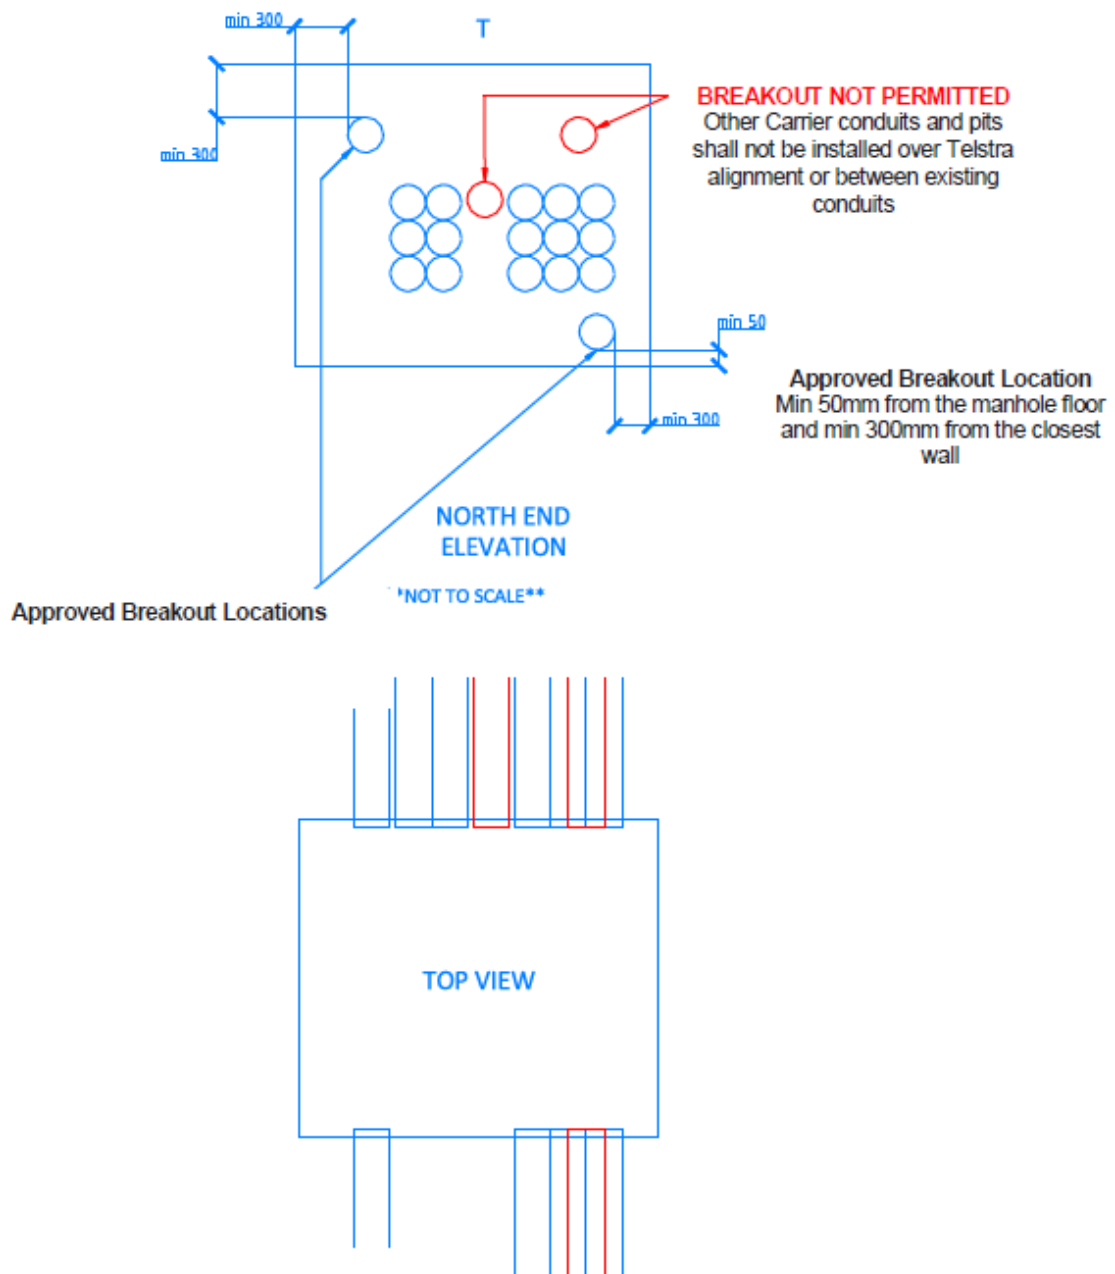 min 300
T
min 300
BREAKOUT NOT PERMITTED
Other Carrier conduits and pits
shall not be installed over Telstra
alignment or between existing
conduits
min 50
Approved Breakout Location
Min 50mm from the manhole floor
and min 300mm from the closest
wall
min 300
NORTH END
ELEVATION
*NOT TO SCALE**
Approved Breakout Locations
TOP VIEW